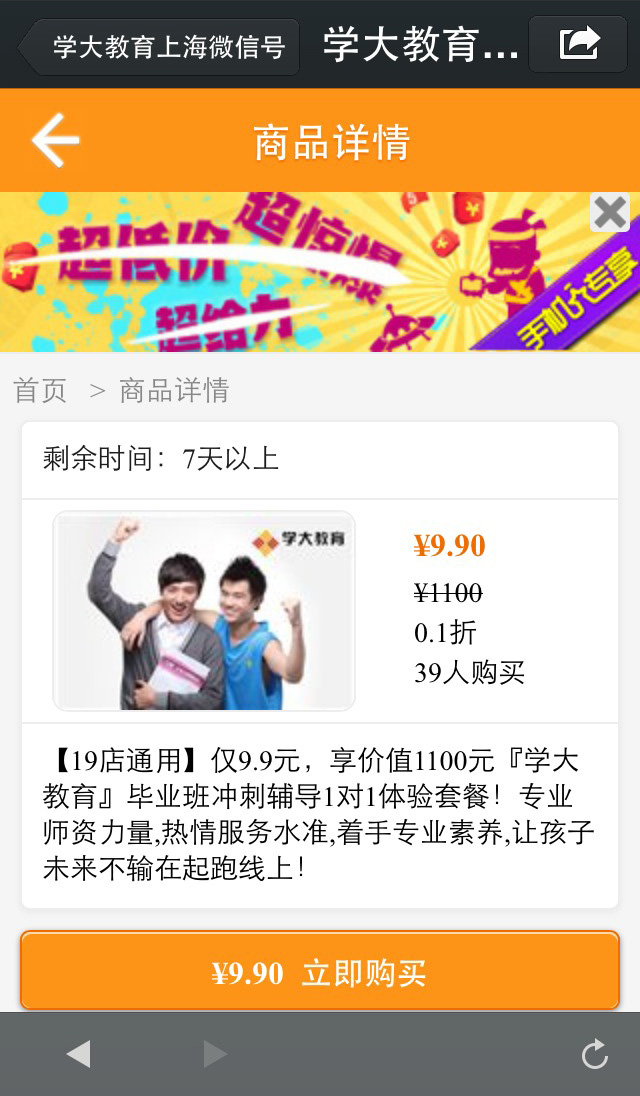 学大教育上海微信号
学大教育...
商品详情
超低价
超惊爆
超给力
手机专享
首页 > 商品详情
剩余时间：7天以上
学大教育
¥9.90
¥1100
0.1折
39人购买
【19店通用】仅9.9元，享价值1100元『学大
教育』毕业班冲刺辅导1对1体验套餐！专业
师资力量,热情服务水准,着手专业素养,让孩子
未来不输在起跑线上！
¥9.90 立即购买